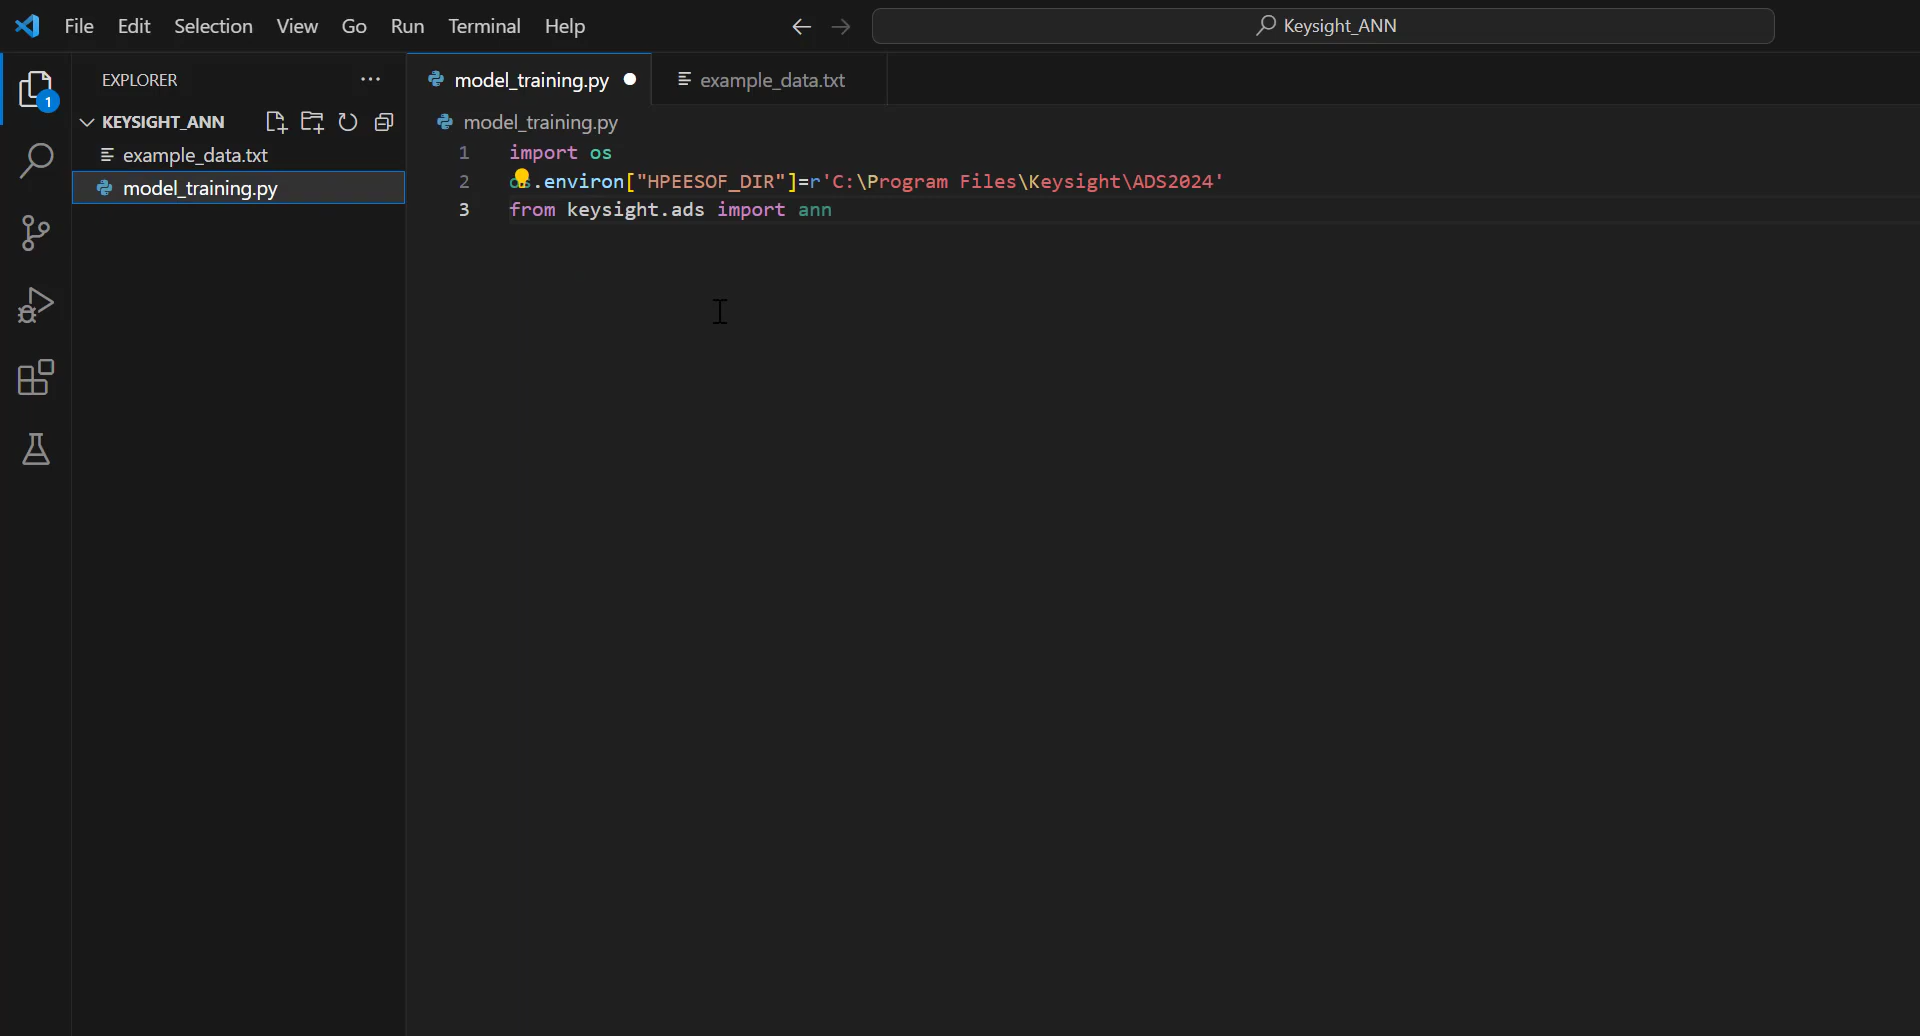 File Edit Selection View Go Run Terminal Help
Keysight_ANN
EXPLORER
1
KEYSIGHT_ANN
example_data.txt
model_training.py
model_training.py
example_data.txt
model_training.py
1 import os
2 os.environ["HPEESOF_DIR"]=r'C:\Program Files\Keysight\ADS2024'
3 from keysight.ads import ann